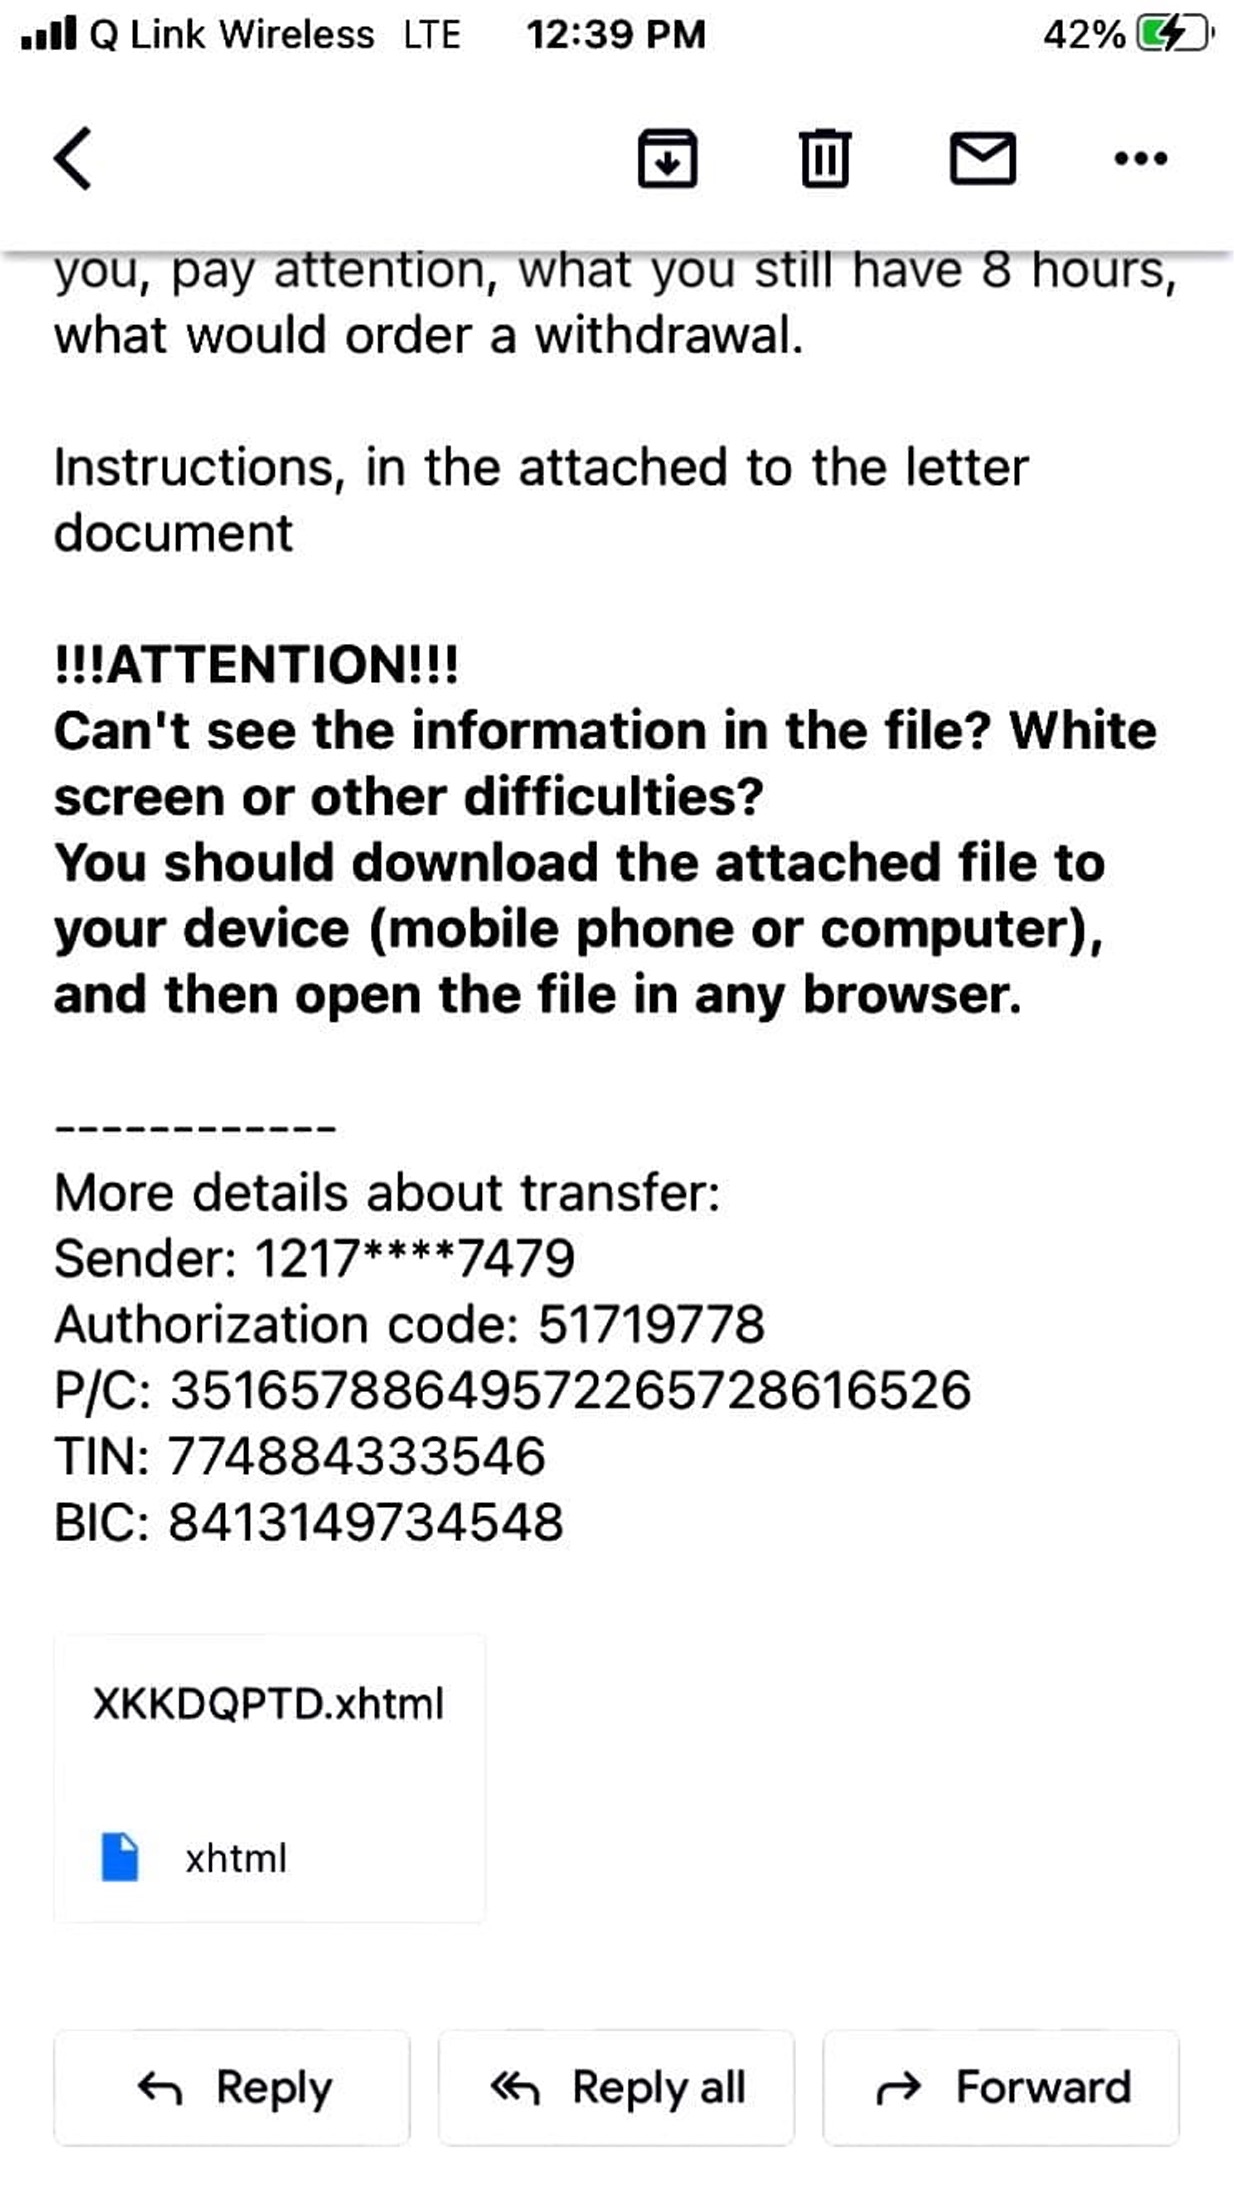 Q Link Wireless LTE 12:39 PM 42%
you, pay attention, what you still have 8 hours,
what would order a withdrawal.
Instructions, in the attached to the letter
document
!!!ATTENTION!!!
Can't see the information in the file? White
screen or other difficulties?
You should download the attached file to
your device (mobile phone or computer),
and then open the file in any browser.
------------
More details about transfer:
Sender: 1217****7479
Authorization code: 51719778
P/C: 3516578864957226572861652​6
TIN: 774884333546
BIC: 8413149734548
XKKDQPTD.xhtml
xhtml
Reply Reply all Forward